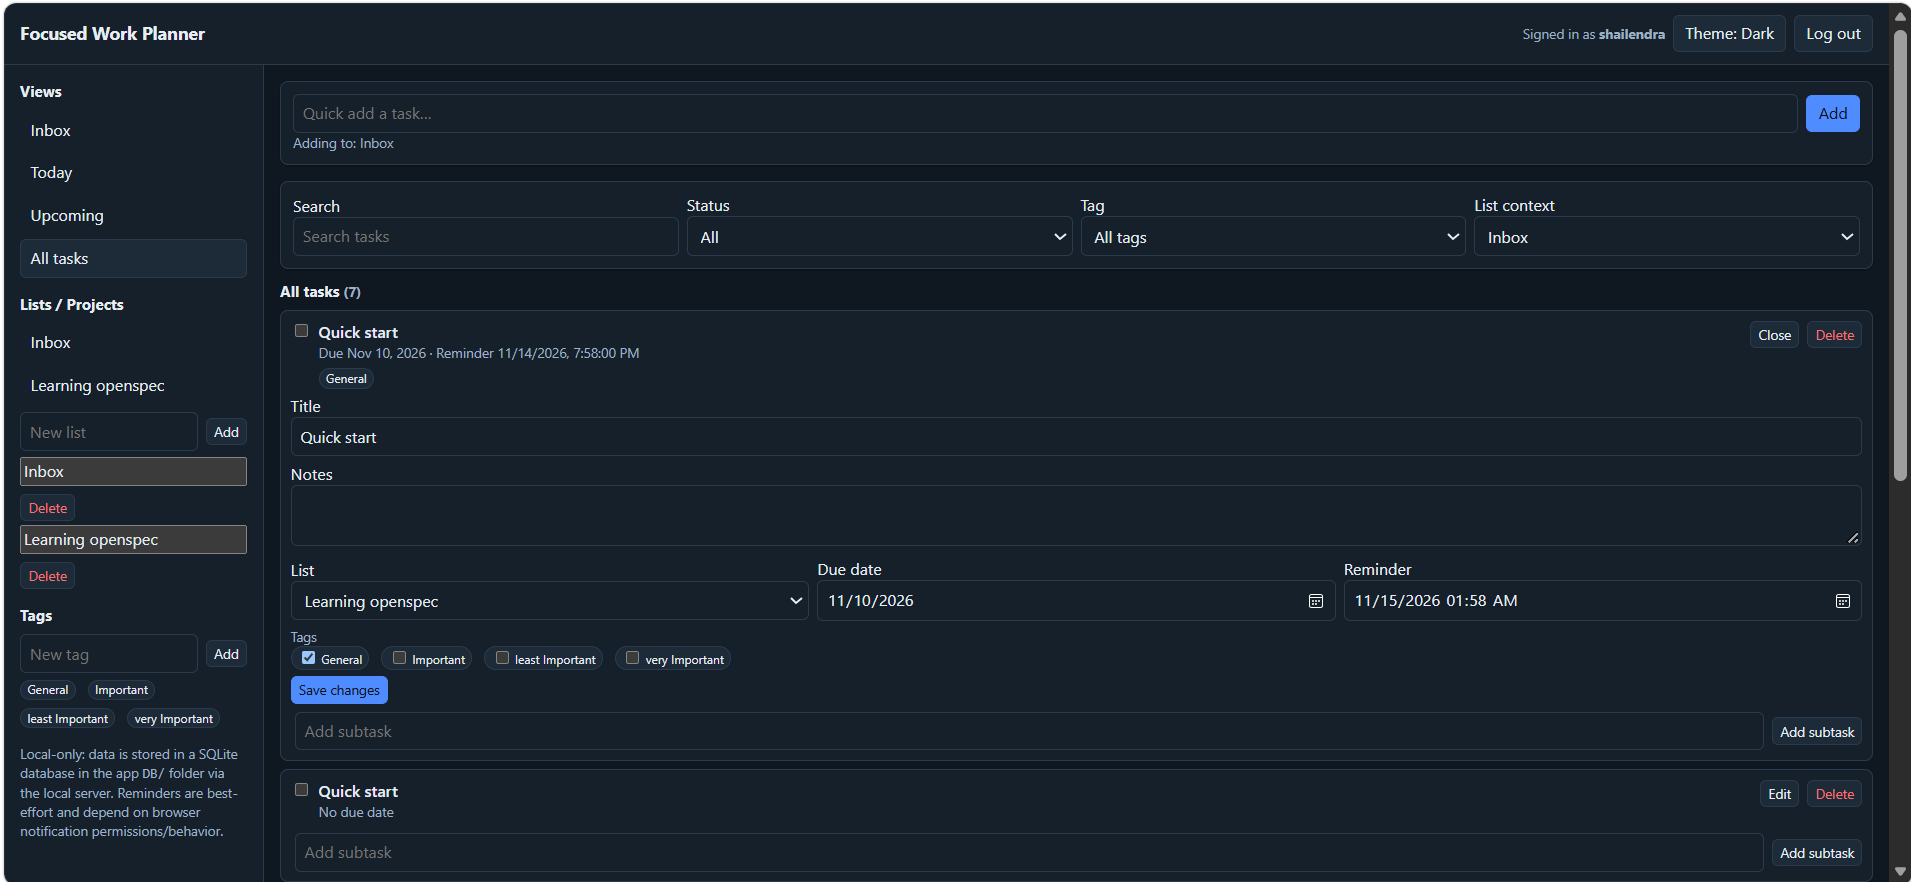 Focused Work Planner
Signed in as shailendra
Theme: Dark
Log out
Views
Inbox
Today
Upcoming
All tasks
Lists / Projects
Inbox
Learning openspec
New list
Add
Inbox
Delete
Learning openspec
Delete
Tags
New tag
Add
General
Important
least Important
very Important
Local-only: data is stored in a SQLite
database in the app DB/ folder via
the local server. Reminders are best-
effort and depend on browser
notification permissions/behavior.
Quick add a task...
Add
Adding to: Inbox
Search
Search tasks
Status
All
Tag
All tags
List context
Inbox
All tasks (7)
Quick start
Due Nov 10, 2026 · Reminder 11/14/2026, 7:58:00 PM
General
Close
Delete
Title
Quick start
Notes
List
Learning openspec
Due date
11/10/2026
Reminder
11/15/2026 01:58 AM
Tags
General
Important
least Important
very Important
Save changes
Add subtask
Add subtask
Quick start
No due date
Edit
Delete
Add subtask
Add subtask